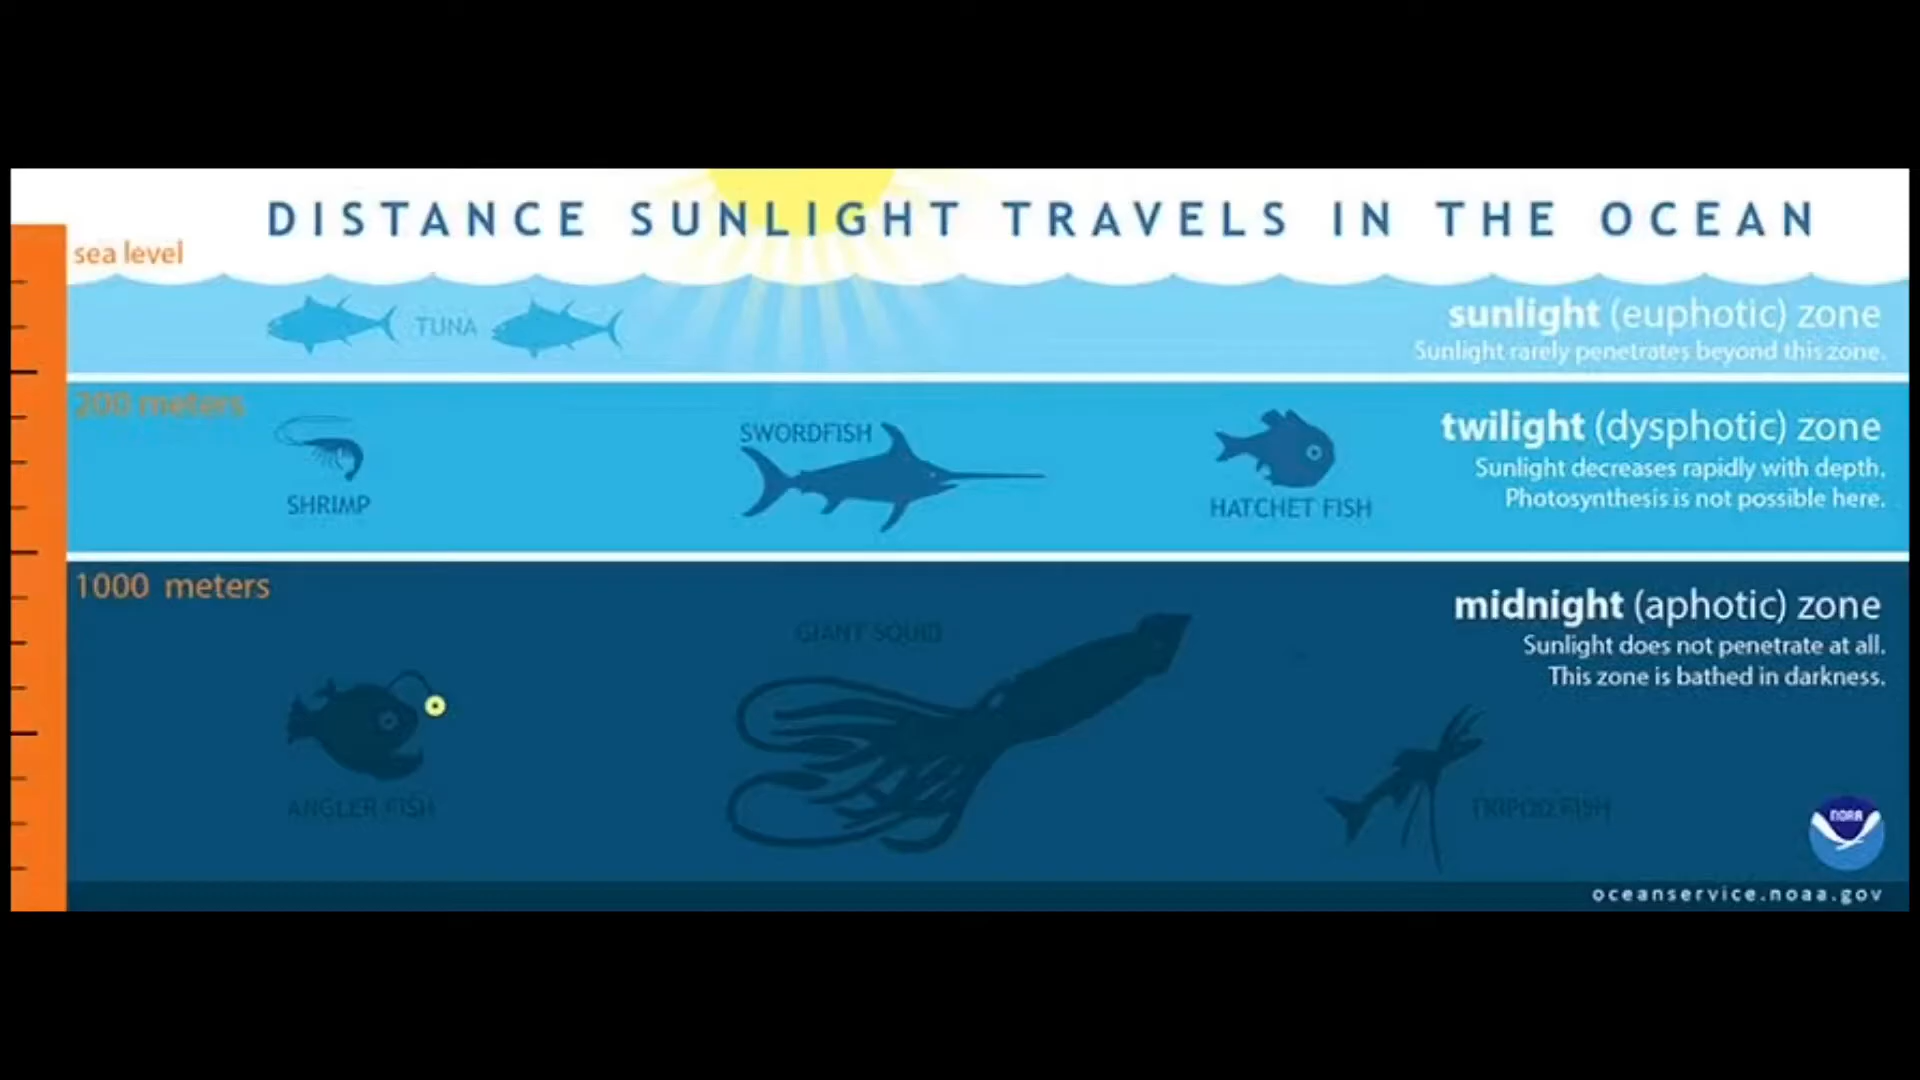 DISTANCE SUNLIGHT TRAVELS IN THE OCEAN
sea level
TUNA
sunlight (euphotic) zone
Sunlight rarely penetrates beyond this zone.
200 meters
SHRIMP
SWORDFISH
HATCHET FISH
twilight (dysphotic) zone
Sunlight decreases rapidly with depth.
Photosynthesis is not possible here.
1000 meters
GIANT SQUID
ANGLER FISH
TRIPOD FISH
midnight (aphotic) zone
Sunlight does not penetrate at all.
This zone is bathed in darkness.
NOAA
oceanservice.noaa.gov